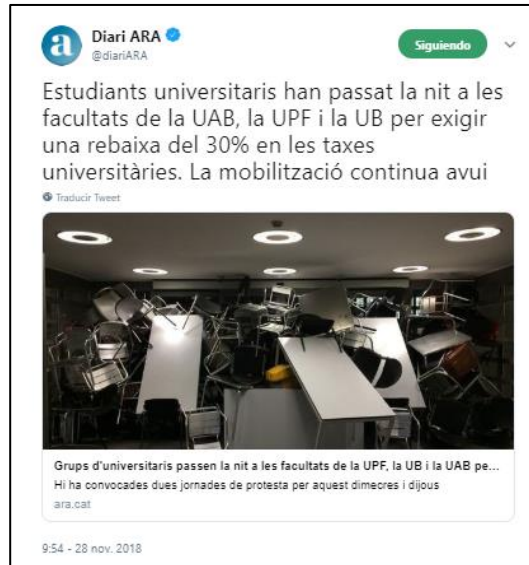 Diari ARA
@diariARA
Siguiendo
Estudiants universitaris han passat la nit a les
facultats de la UAB, la UPF i la UB per exigir
una rebaixa del 30% en les taxes
universitàries. La mobilització continua avui
Traducir Tweet
Grups d'universitaris passen la nit a les facultats de la UPF, la UB i la UAB pe...
Hi ha convocades dues jornades de protesta per aquest dimecres i dijous
ara.cat
9:54 - 28 nov. 2018